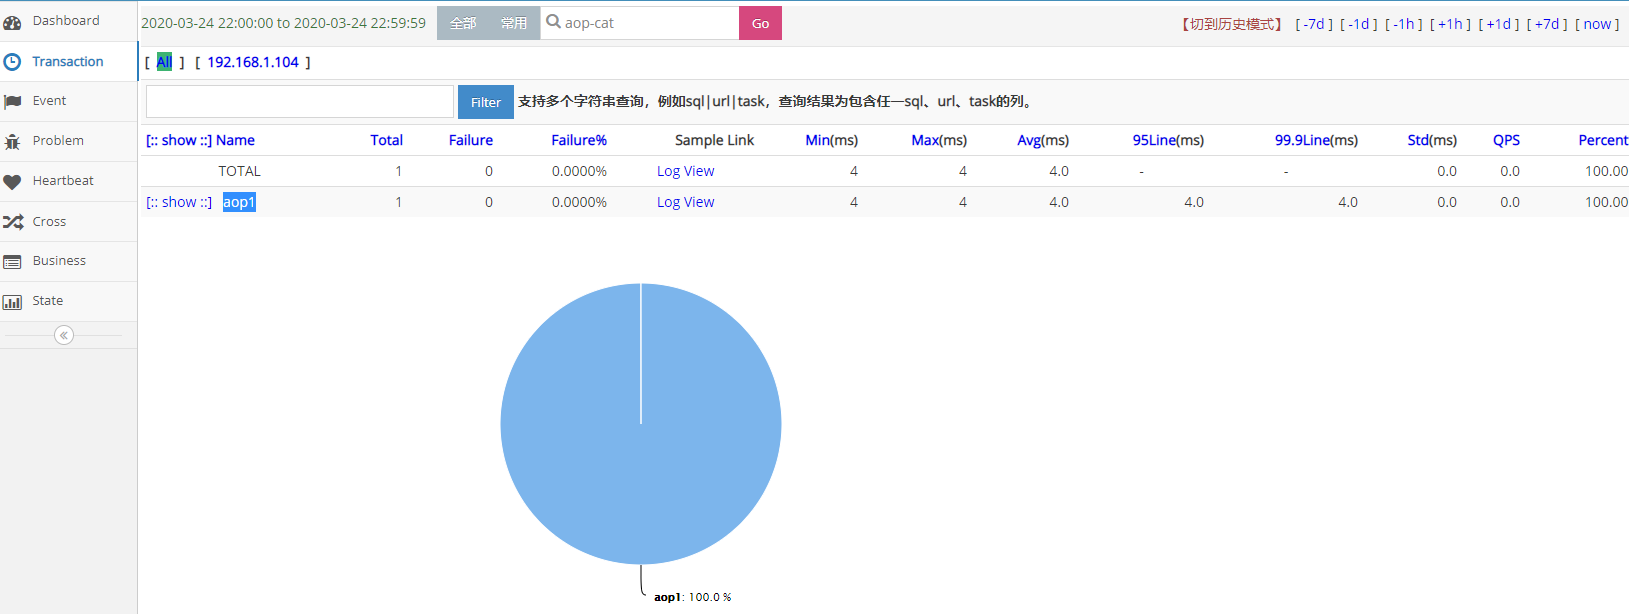 Dashboard
Transaction
Event
Problem
Heartbeat
Cross
Business
State
2020-03-24 22:00:00 to 2020-03-24 22:59:59 全部 常用 aop-cat Go 【切到历史模式】 [ -7d ] [ -1d ] [ -1h ] [ +1h ] [ +1d ] [ +7d ] [ now ]
[ All ] [ 192.168.1.104 ]
Filter 支持多个字符串查询，例如sql|url|task，查询结果为包含任一sql、url、task的列。
[:: show ::] Name Total Failure Failure% Sample Link Min(ms) Max(ms) Avg(ms) 95Line(ms) 99.9Line(ms) Std(ms) QPS Percent
TOTAL 1 0 0.0000% Log View 4 4 4.0 - - 0.0 0.0 100.00
[:: show ::] aop1 1 0 0.0000% Log View 4 4 4.0 4.0 4.0 0.0 0.0 100.00
aop1: 100.0 %